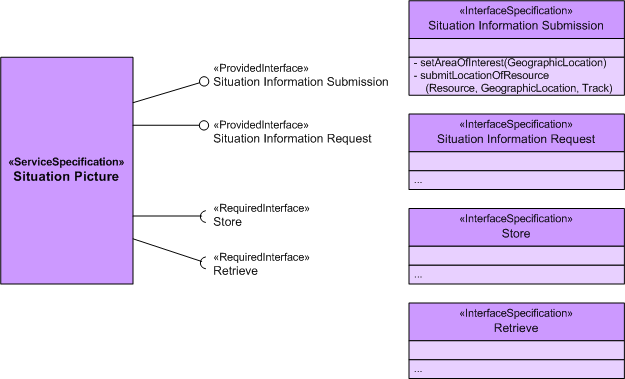 «ServiceSpecification»
Situation Picture
«ProvidedInterface»
Situation Information Submission
«ProvidedInterface»
Situation Information Request
«RequiredInterface»
Store
«RequiredInterface»
Retrieve
«InterfaceSpecification»
Situation Information Submission
- setAreaOfInterest(GeographicLocation)
- submitLocationOfResource
(Resource, GeographicLocation, Track)
«InterfaceSpecification»
Situation Information Request
...
«InterfaceSpecification»
Store
...
«InterfaceSpecification»
Retrieve
...